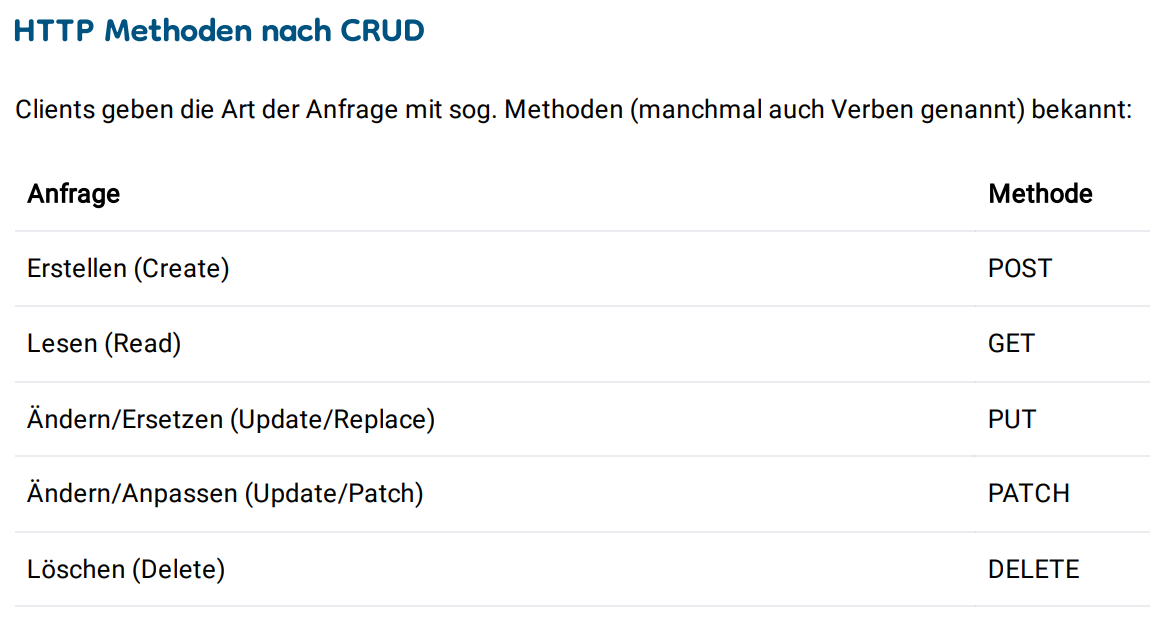 HTTP Methoden nach CRUD
Clients geben die Art der Anfrage mit sog. Methoden (manchmal auch Verben genannt) bekannt:
Anfrage Methode
Erstellen (Create) POST
Lesen (Read) GET
Ändern/Ersetzen (Update/Replace) PUT
Ändern/Anpassen (Update/Patch) PATCH
Löschen (Delete) DELETE